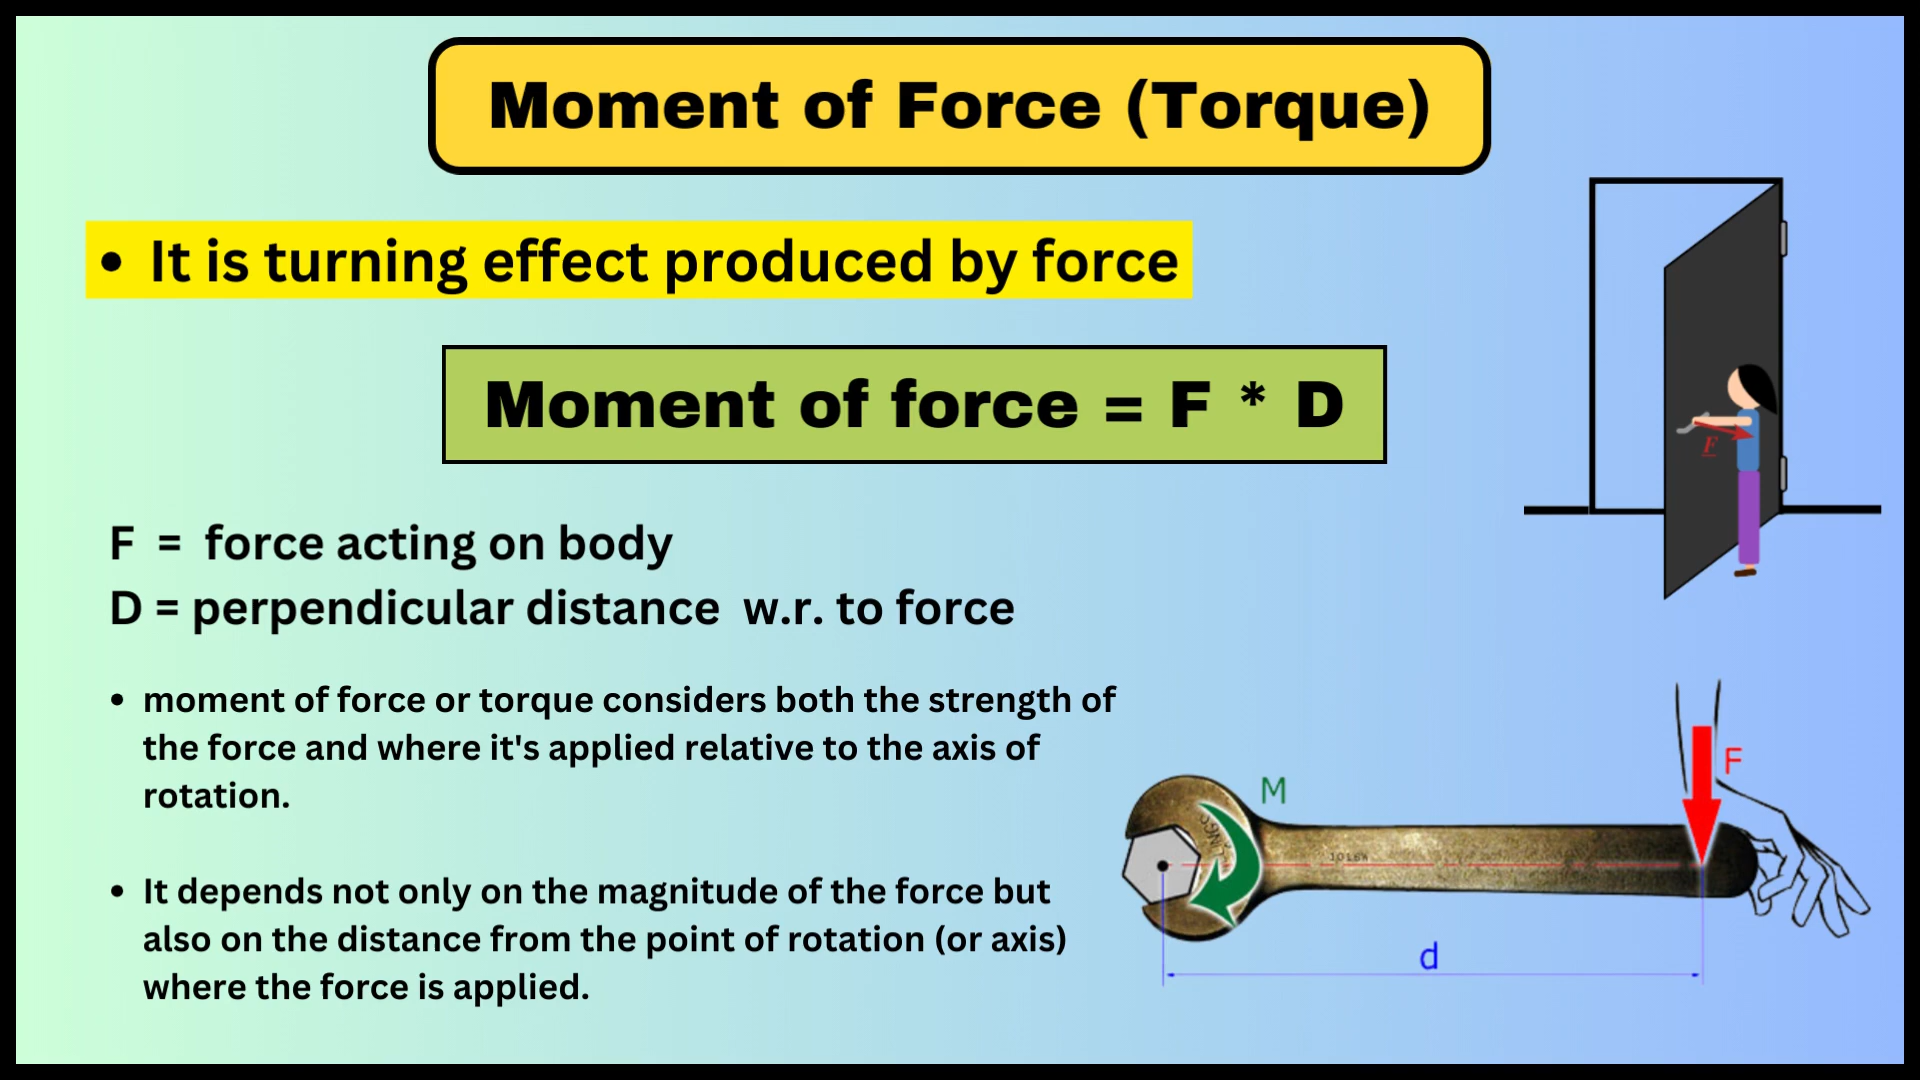 Moment of Force (Torque)
• It is turning effect produced by force
Moment of force = F * D
F = force acting on body
D = perpendicular distance w.r. to force
• moment of force or torque considers both the strength of
the force and where it's applied relative to the axis of
rotation.
• It depends not only on the magnitude of the force but
also on the distance from the point of rotation (or axis)
where the force is applied.
F
M
F
d